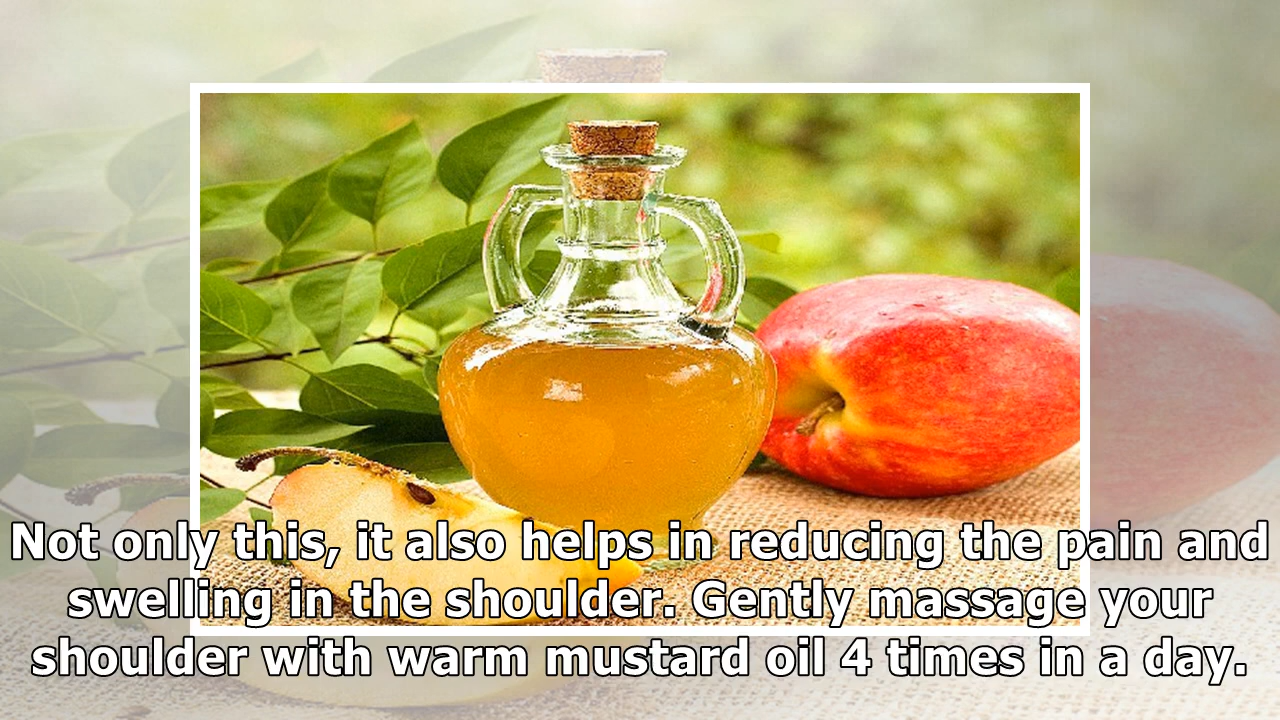 Not only this, it also helps in reducing the pain and
swelling in the shoulder. Gently massage your
shoulder with warm mustard oil 4 times in a day.